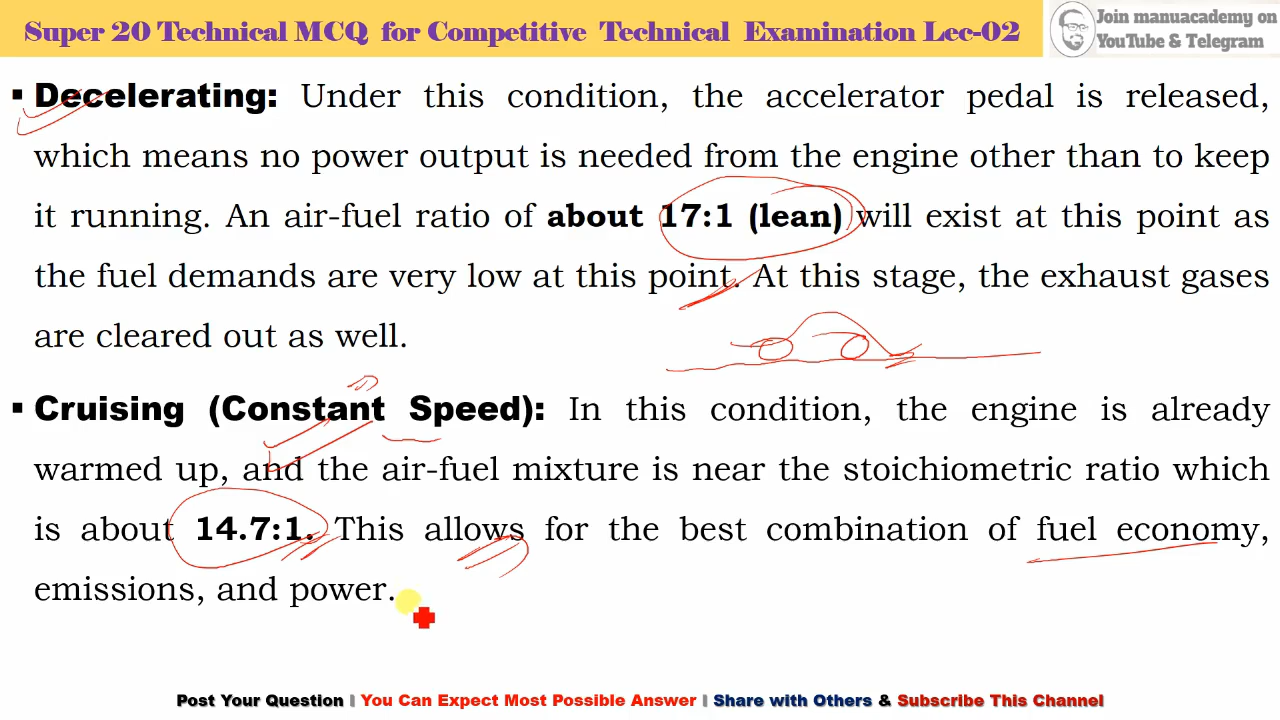 Super 20 Technical MCQ for Competitive Technical Examination Lec-02
Join manuacademy on
YouTube & Telegram
▪ Decelerating: Under this condition, the accelerator pedal is released,
which means no power output is needed from the engine other than to keep
it running. An air-fuel ratio of about 17:1 (lean) will exist at this point as
the fuel demands are very low at this point. At this stage, the exhaust gases
are cleared out as well.
▪ Cruising (Constant Speed): In this condition, the engine is already
warmed up, and the air-fuel mixture is near the stoichiometric ratio which
is about 14.7:1. This allows for the best combination of fuel economy,
emissions, and power.
Post Your Question | You Can Expect Most Possible Answer | Share with Others & Subscribe This Channel